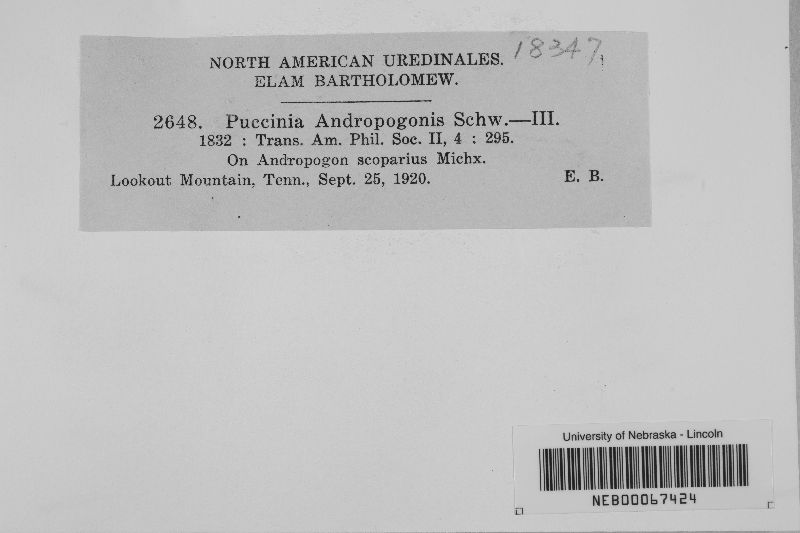 NORTH AMERICAN UREDINALES. 18347
ELAM BARTHOLOMEW.
2648. Puccinia Andropogonis Schw.—III.
1832 : Trans. Am. Phil. Soc. II, 4 : 295.
On Andropogon scoparius Michx.
Lookout Mountain, Tenn., Sept. 25, 1920. E. B.
University of Nebraska - Lincoln
NEB00067424